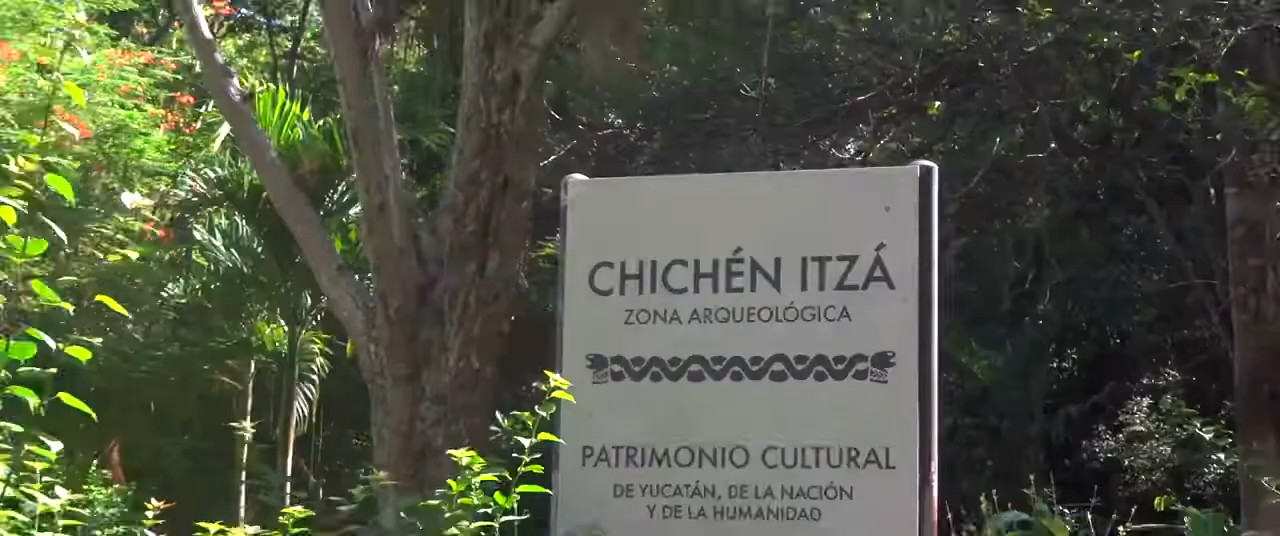 CHICHÉN ITZÁ
ZONA ARQUEOLÓGICA
PATRIMONIO CULTURAL
DE YUCATÁN, DE LA NACIÓN
Y DE LA HUMANIDAD